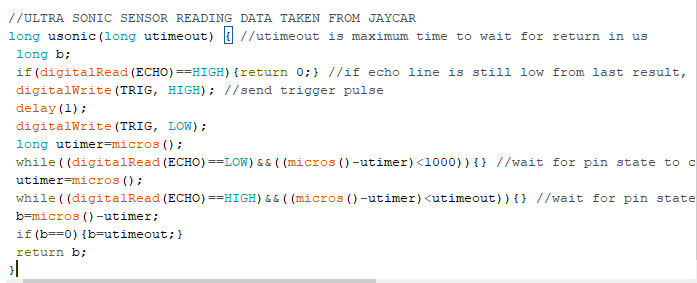 //ULTRA SONIC SENSOR READING DATA TAKEN FROM JAYCAR
long usonic(long utimeout) { //utimeout is maximum time to wait for return in us
long b;
if(digitalRead(ECHO)==HIGH){return 0;} //if echo line is still low from last result,
digitalWrite(TRIG, HIGH); //send trigger pulse
delay(1);
digitalWrite(TRIG, LOW);
long utimer=micros();
while((digitalRead(ECHO)==LOW)&&((micros()-utimer)<1000)){} //wait for pin state to c
utimer=micros();
while((digitalRead(ECHO)==HIGH)&&((micros()-utimer)<utimeout)){} //wait for pin state
b=micros()-utimer;
if(b==0){b=utimeout;}
return b;
}